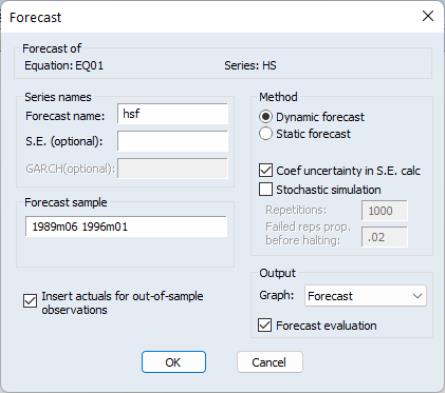 Forecast
Forecast of
Equation: EQ01 Series: HS
Series names
Forecast name: hsf
S.E. (optional):
GARCH(optional):
Forecast sample
1989m06 1996m01
Insert actuals for out-of-sample
observations
Method
Dynamic forecast
Static forecast
Coef uncertainty in S.E. calc
Stochastic simulation
Repetitions: 1000
Failed reps prop.
before halting: .02
Output
Graph: Forecast
Forecast evaluation
OK Cancel